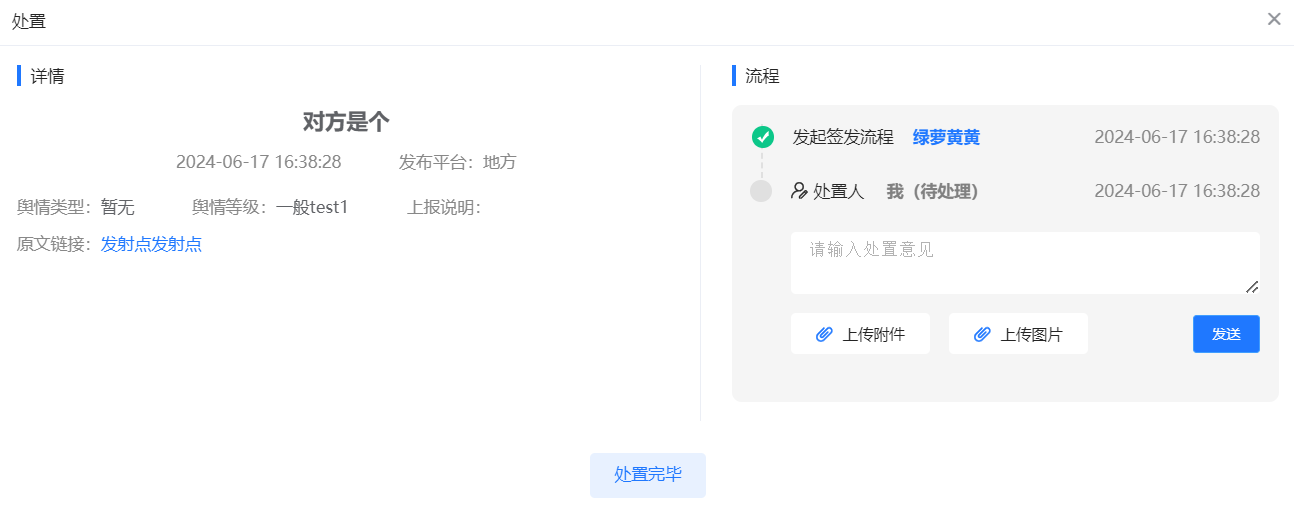 处置
详情
对方是个
2024-06-17 16:38:28 发布平台：地方
舆情类型：暂无 舆情等级：一般test1 上报说明：
原文链接：发射点发射点
流程
发起签发流程 绿萝黄黄 2024-06-17 16:38:28
处置人 我（待处理） 2024-06-17 16:38:28
请输入处置意见
上传附件 上传图片 发送
处置完毕